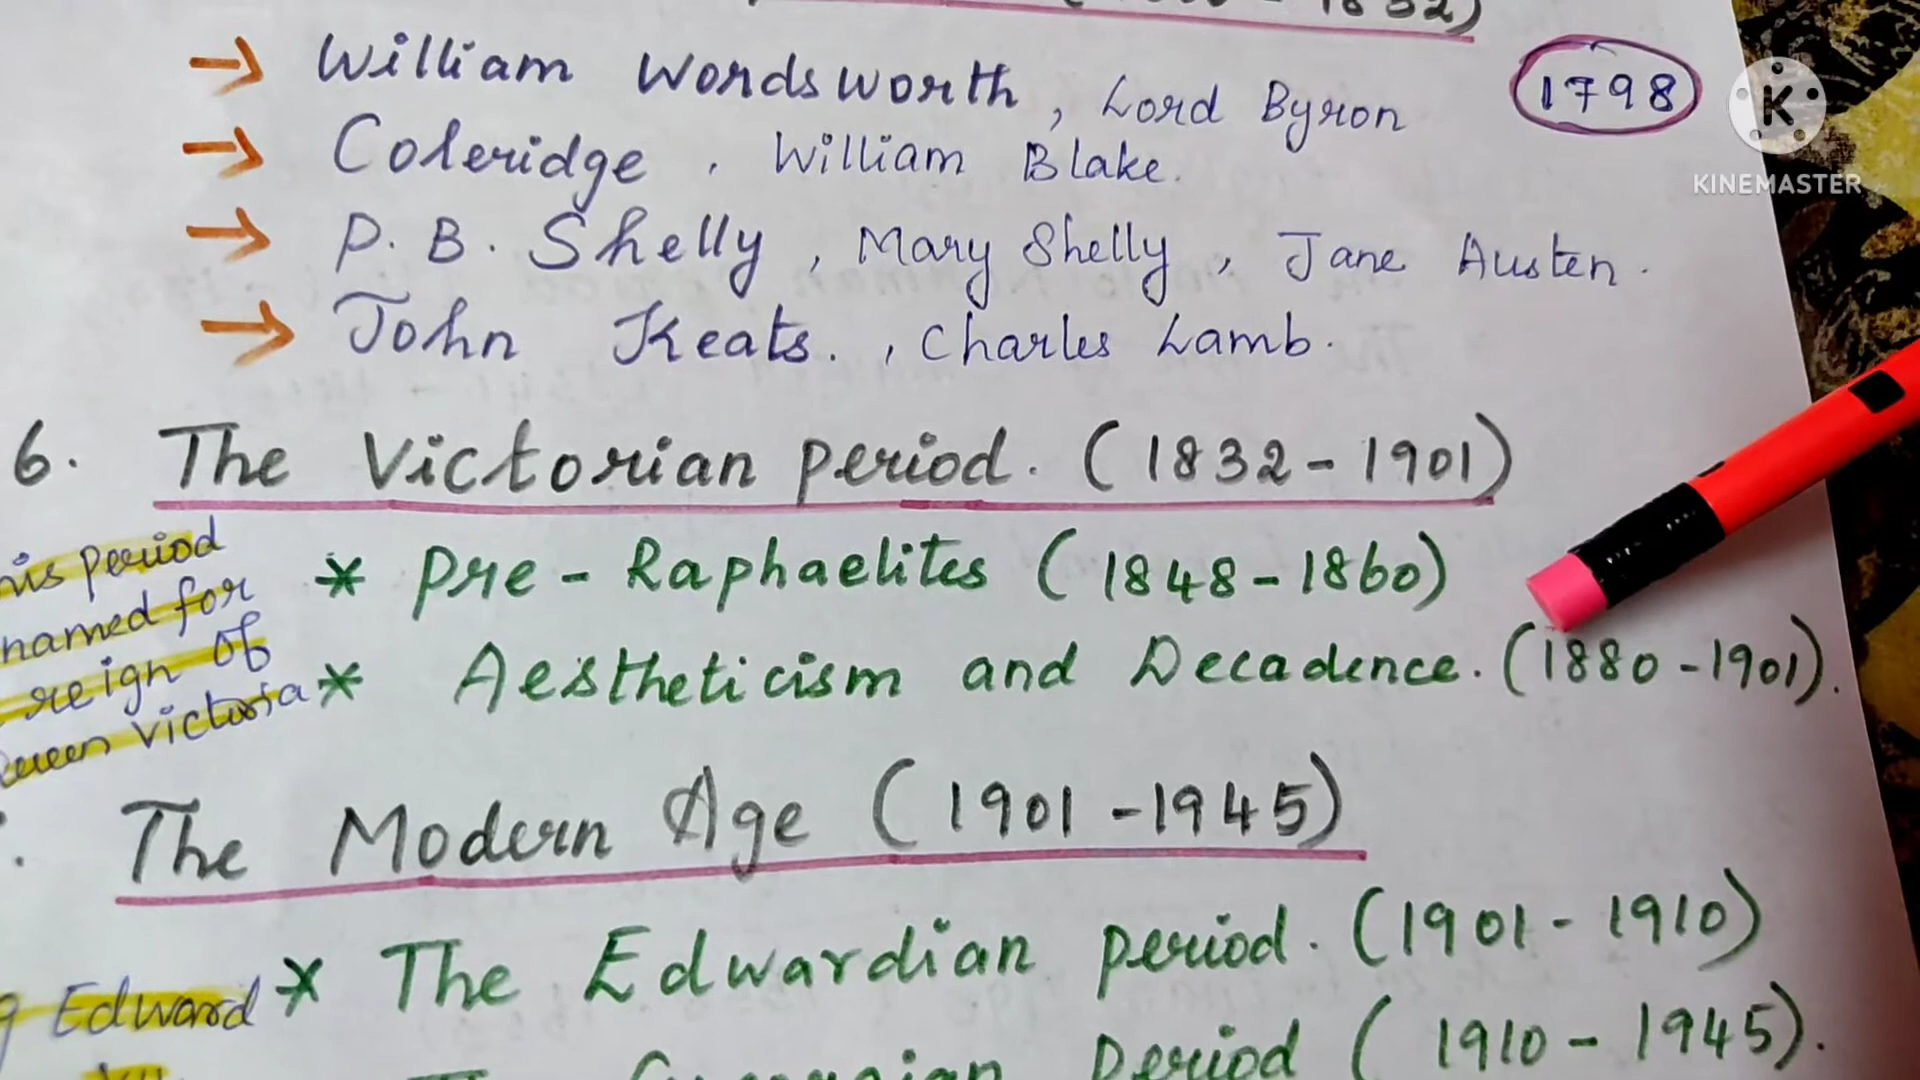 1832)
→ William Wordsworth, Lord Byron
1798
KINEMASTER
→ Coleridge, William Blake.
→ P. B. Shelly, Mary Shelly, Jane Austen.
→ John Keats., Charles Lamb.
6. The Victorian period. (1832-1901)
* Pre-Raphaelites (1848-1860)
* Aestheticism and Decadence. (1880-1901).
period
named for
reign of
Victoria
The Modern Age (1901-1945)
* The Edwardian period. (1901-1910)
Edward
Period (1910-1945).